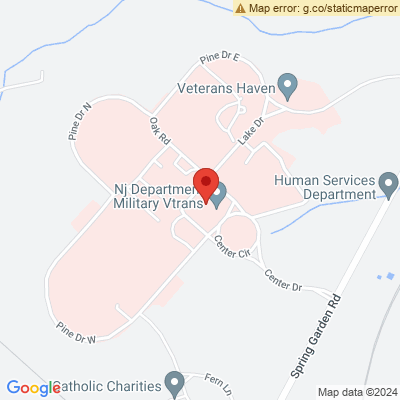 Map error: g.co/staticmaperror
Pine Dr E
Veterans Haven
Pine Dr N
Oak Rd
Lake Dr
Nj Department
Military Vtrans
Human Services
Department
Center Cir
Center Dr
Spring Garden Rd
Pine Dr W
Fern Ln
Catholic Charities
Google
Map data ©2024